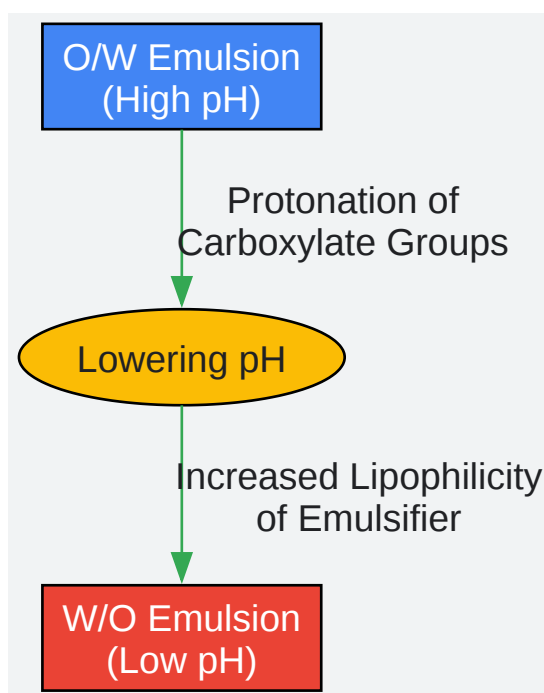 O/W Emulsion
(High pH)
Protonation of
Carboxylate Groups
Lowering pH
Increased Lipophilicity
of Emulsifier
W/O Emulsion
(Low pH)